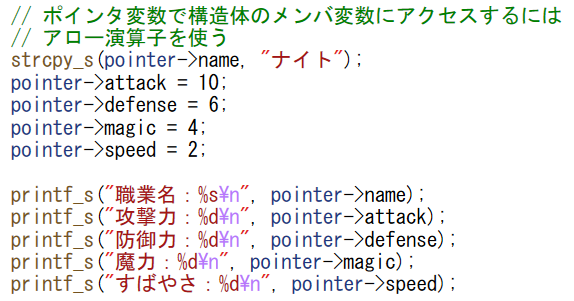 // ポインタ変数で構造体のメンバ変数にアクセスするには
// アロー演算子を使う
strcpy_s(pointer->name, "ナイト");
pointer->attack = 10;
pointer->defense = 6;
pointer->magic = 4;
pointer->speed = 2;
printf_s("職業名：%s¥n", pointer->name);
printf_s("攻撃力：%d¥n", pointer->attack);
printf_s("防御力：%d¥n", pointer->defense);
printf_s("魔力：%d¥n", pointer->magic);
printf_s("すばやさ：%d¥n", pointer->speed);